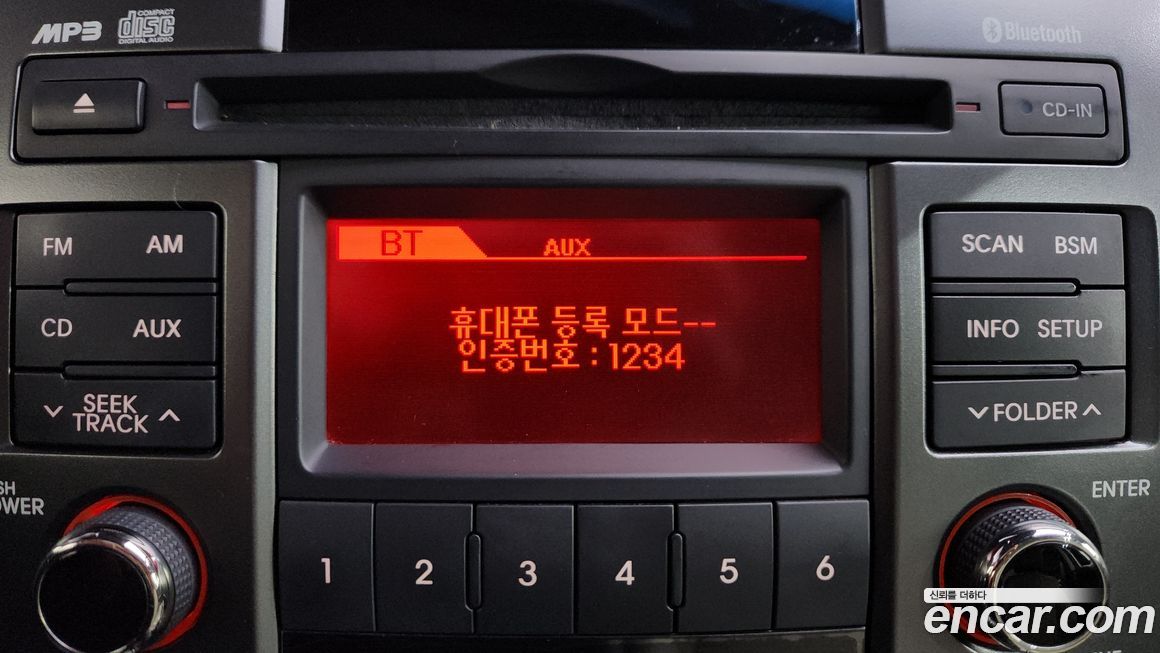 MP3
COMPACT
disc
DIGITAL AUDIO
Bluetooth
CD-IN
FM
AM
CD
AUX
SEEK
TRACK
BT
AUX
휴대폰 등록 모드--
인증번호 : 1234
SCAN
BSM
INFO
SETUP
FOLDER
ENTER
1
2
3
4
5
6
신뢰를 더하다
encar.com